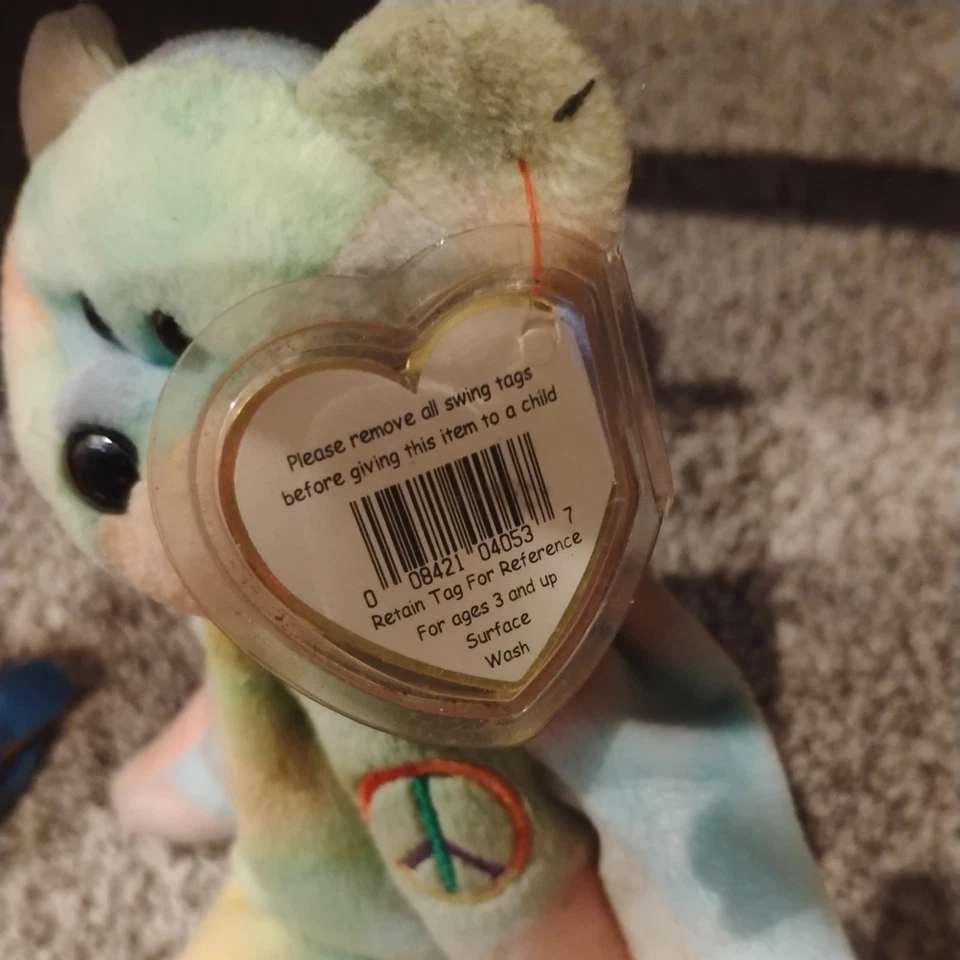 Please remove all swing tags
before giving this item to a child
0 08421 04053 7
Retain Tag For Reference
For ages 3 and up
Surface
Wash